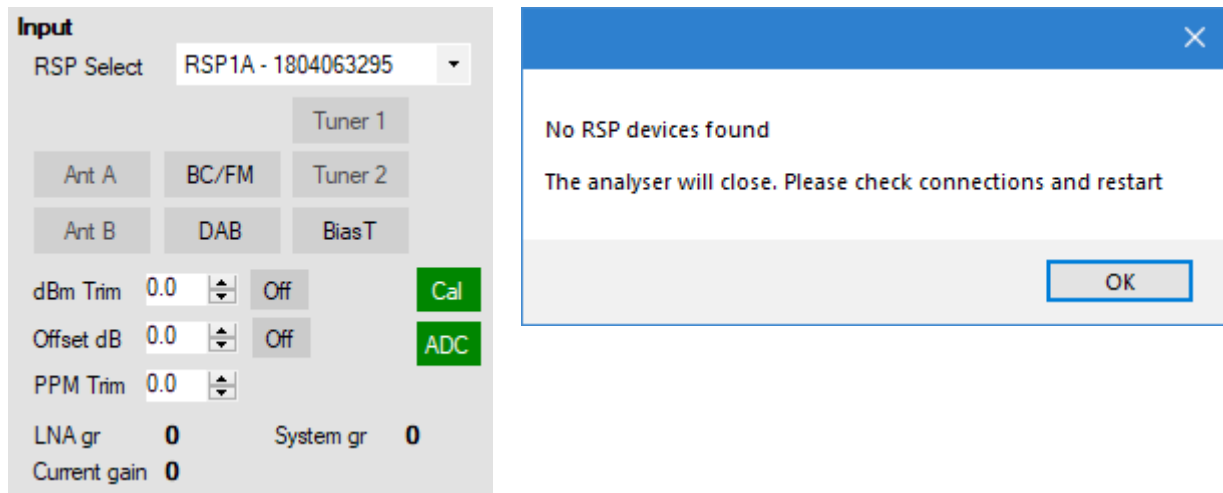 Input
RSP Select RSP1A - 1804063295
Tuner 1
Ant A BC/FM Tuner 2
Ant B DAB BiasT
dBm Trim 0.0 Off Cal
Offset dB 0.0 Off ADC
PPM Trim 0.0
LNA gr 0 System gr 0
Current gain 0
No RSP devices found
The analyser will close. Please check connections and restart
OK